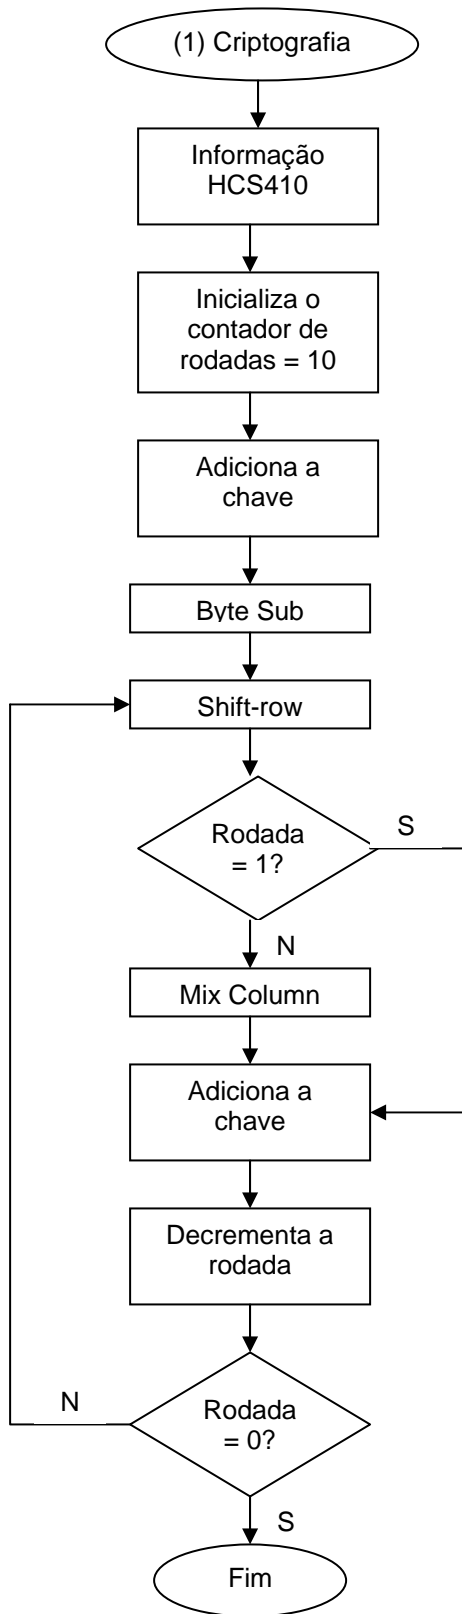 (1) Criptografia
Informação
HCS410
Inicializa o
contador de
rodadas = 10
Adiciona a
chave
Byte Sub
Shift-row
Rodada
= 1?
S
N
Mix Column
Adiciona a
chave
Decrementa a
rodada
N
Rodada
= 0?
S
Fim